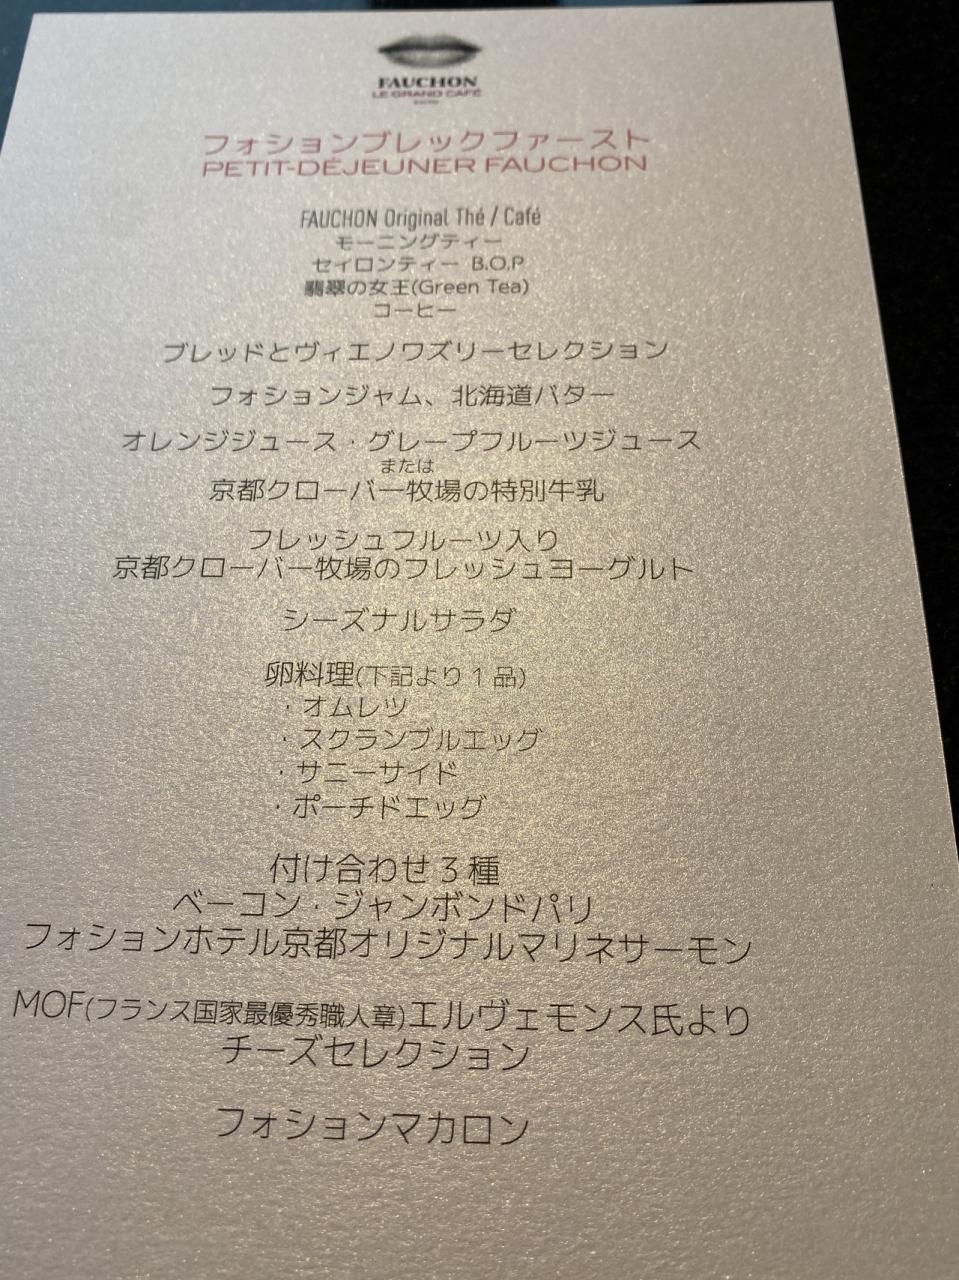 FAUCHON
LE GRAND CAFÉ
フォションブレックファースト
PETIT-DÉJEUNER FAUCHON
FAUCHON Original Thé / Café
モーニングティー
セイロンティー B.O.P
翡翠の女王(Green Tea)
コーヒー
ブレッドとヴィエノワズリーセレクション
フォションジャム、北海道バター
オレンジジュース・グレープフルーツジュース
または
京都クローバー牧場の特別牛乳
フレッシュフルーツ入り
京都クローバー牧場のフレッシュヨーグルト
シーズナルサラダ
卵料理(下記より1品)
・オムレツ
・スクランブルエッグ
・サニーサイド
・ポーチドエッグ
付け合わせ3種
ベーコン・ジャンボンドパリ
フォションホテル京都オリジナルマリネサーモン
MOF(フランス国家最優秀職人章)エルヴェモンス氏より
チーズセレクション
フォションマカロン